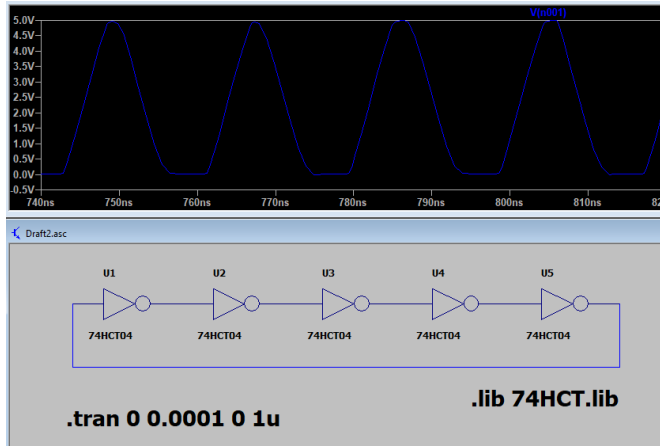 V[n001]
5.0V
4.5V
4.0V
3.5V
3.0V
2.5V
2.0V
1.5V
1.0V
0.5V
0.0V
-0.5V
740ns 750ns 760ns 770ns 780ns 790ns 800ns 810ns 82
Draft2.asc
U1 U2 U3 U4 U5
74HCT04 74HCT04 74HCT04 74HCT04 74HCT04
.lib 74HCT.lib
.tran 0 0.0001 0 1u